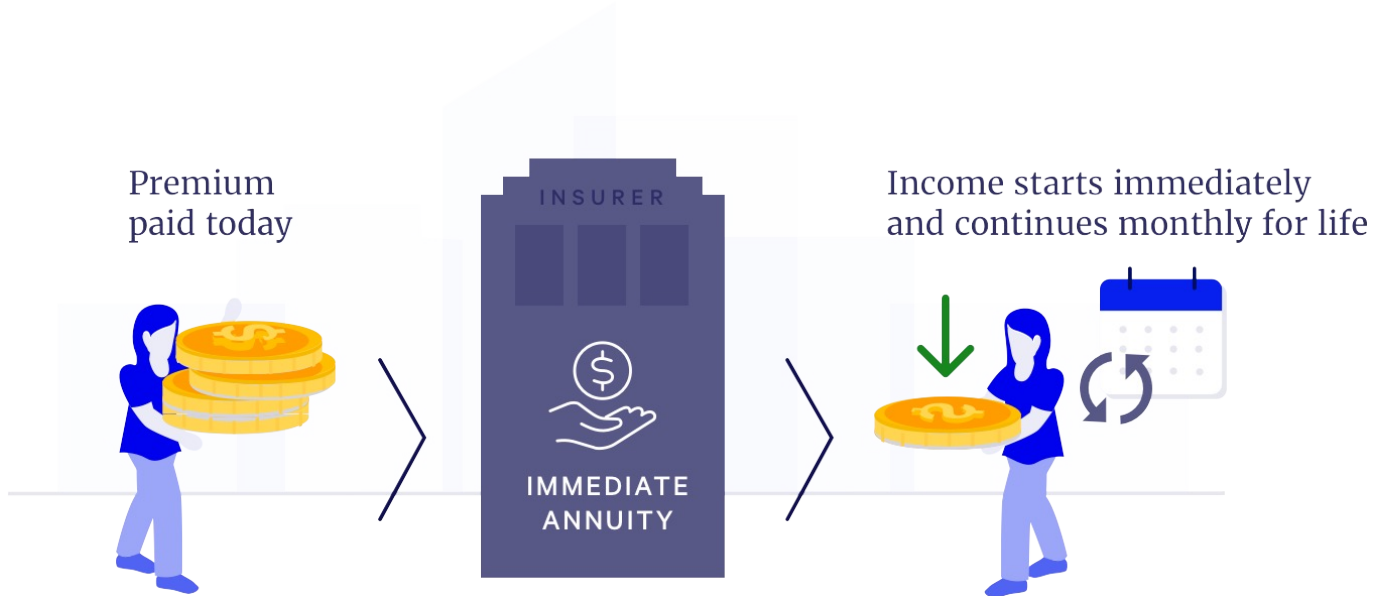 Premium
paid today
INSURER
IMMEDIATE
ANNUITY
Income starts immediately
and continues monthly for life